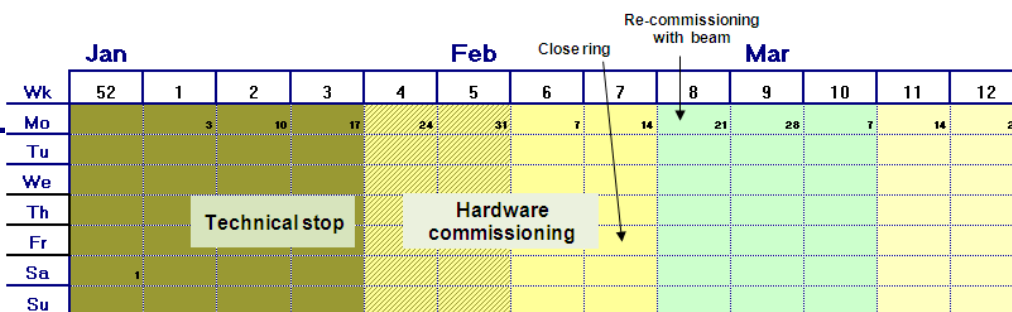 Re-commissioning
with beam
Close ring
Jan Feb Mar
Wk 52 1 2 3 4 5 6 7 8 9 10 11 12
Mo 3 10 17 24 31 7 14 21 28 7 14
Tu
We
Th
Technical stop
Hardware
commissioning
Fr
Sa 1
Su